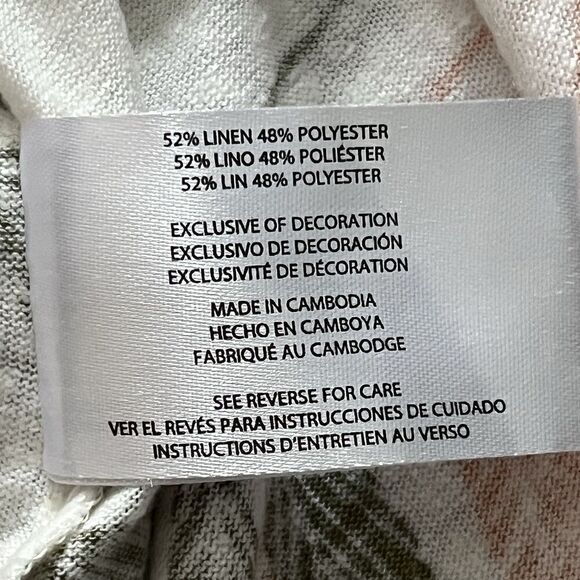 52% LINEN 48% POLYESTER
52% LINO 48% POLIÉSTER
52% LIN 48% POLYESTER
EXCLUSIVE OF DECORATION
EXCLUSIVO DE DECORACIÓN
EXCLUSIVITÉ DE DÉCORATION
MADE IN CAMBODIA
HECHO EN CAMBOYA
FABRIQUÉ AU CAMBODGE
SEE REVERSE FOR CARE
VER EL REVÉS PARA INSTRUCCIONES DE CUIDADO
INSTRUCTIONS D'ENTRETIEN AU VERSO